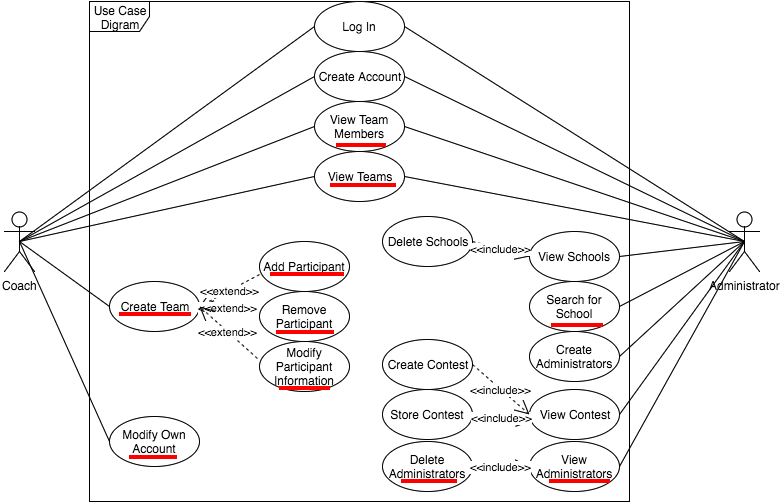 Use Case
Digram
Log In
Create Account
View Team
Members
View Teams
Delete Schools
<<include>>
View Schools
Add Participant
<<extend>>
Coach
Administrator
Create Team
<<extend>>
Remove
Participant
Search for
School
<<extend>>
Modify
Participant
Information
Create
Administrators
Create Contest
<<include>>
Store Contest
<<include>>
View Contest
Modify Own
Account
Delete
Administrators
<<include>>
View
Administrators